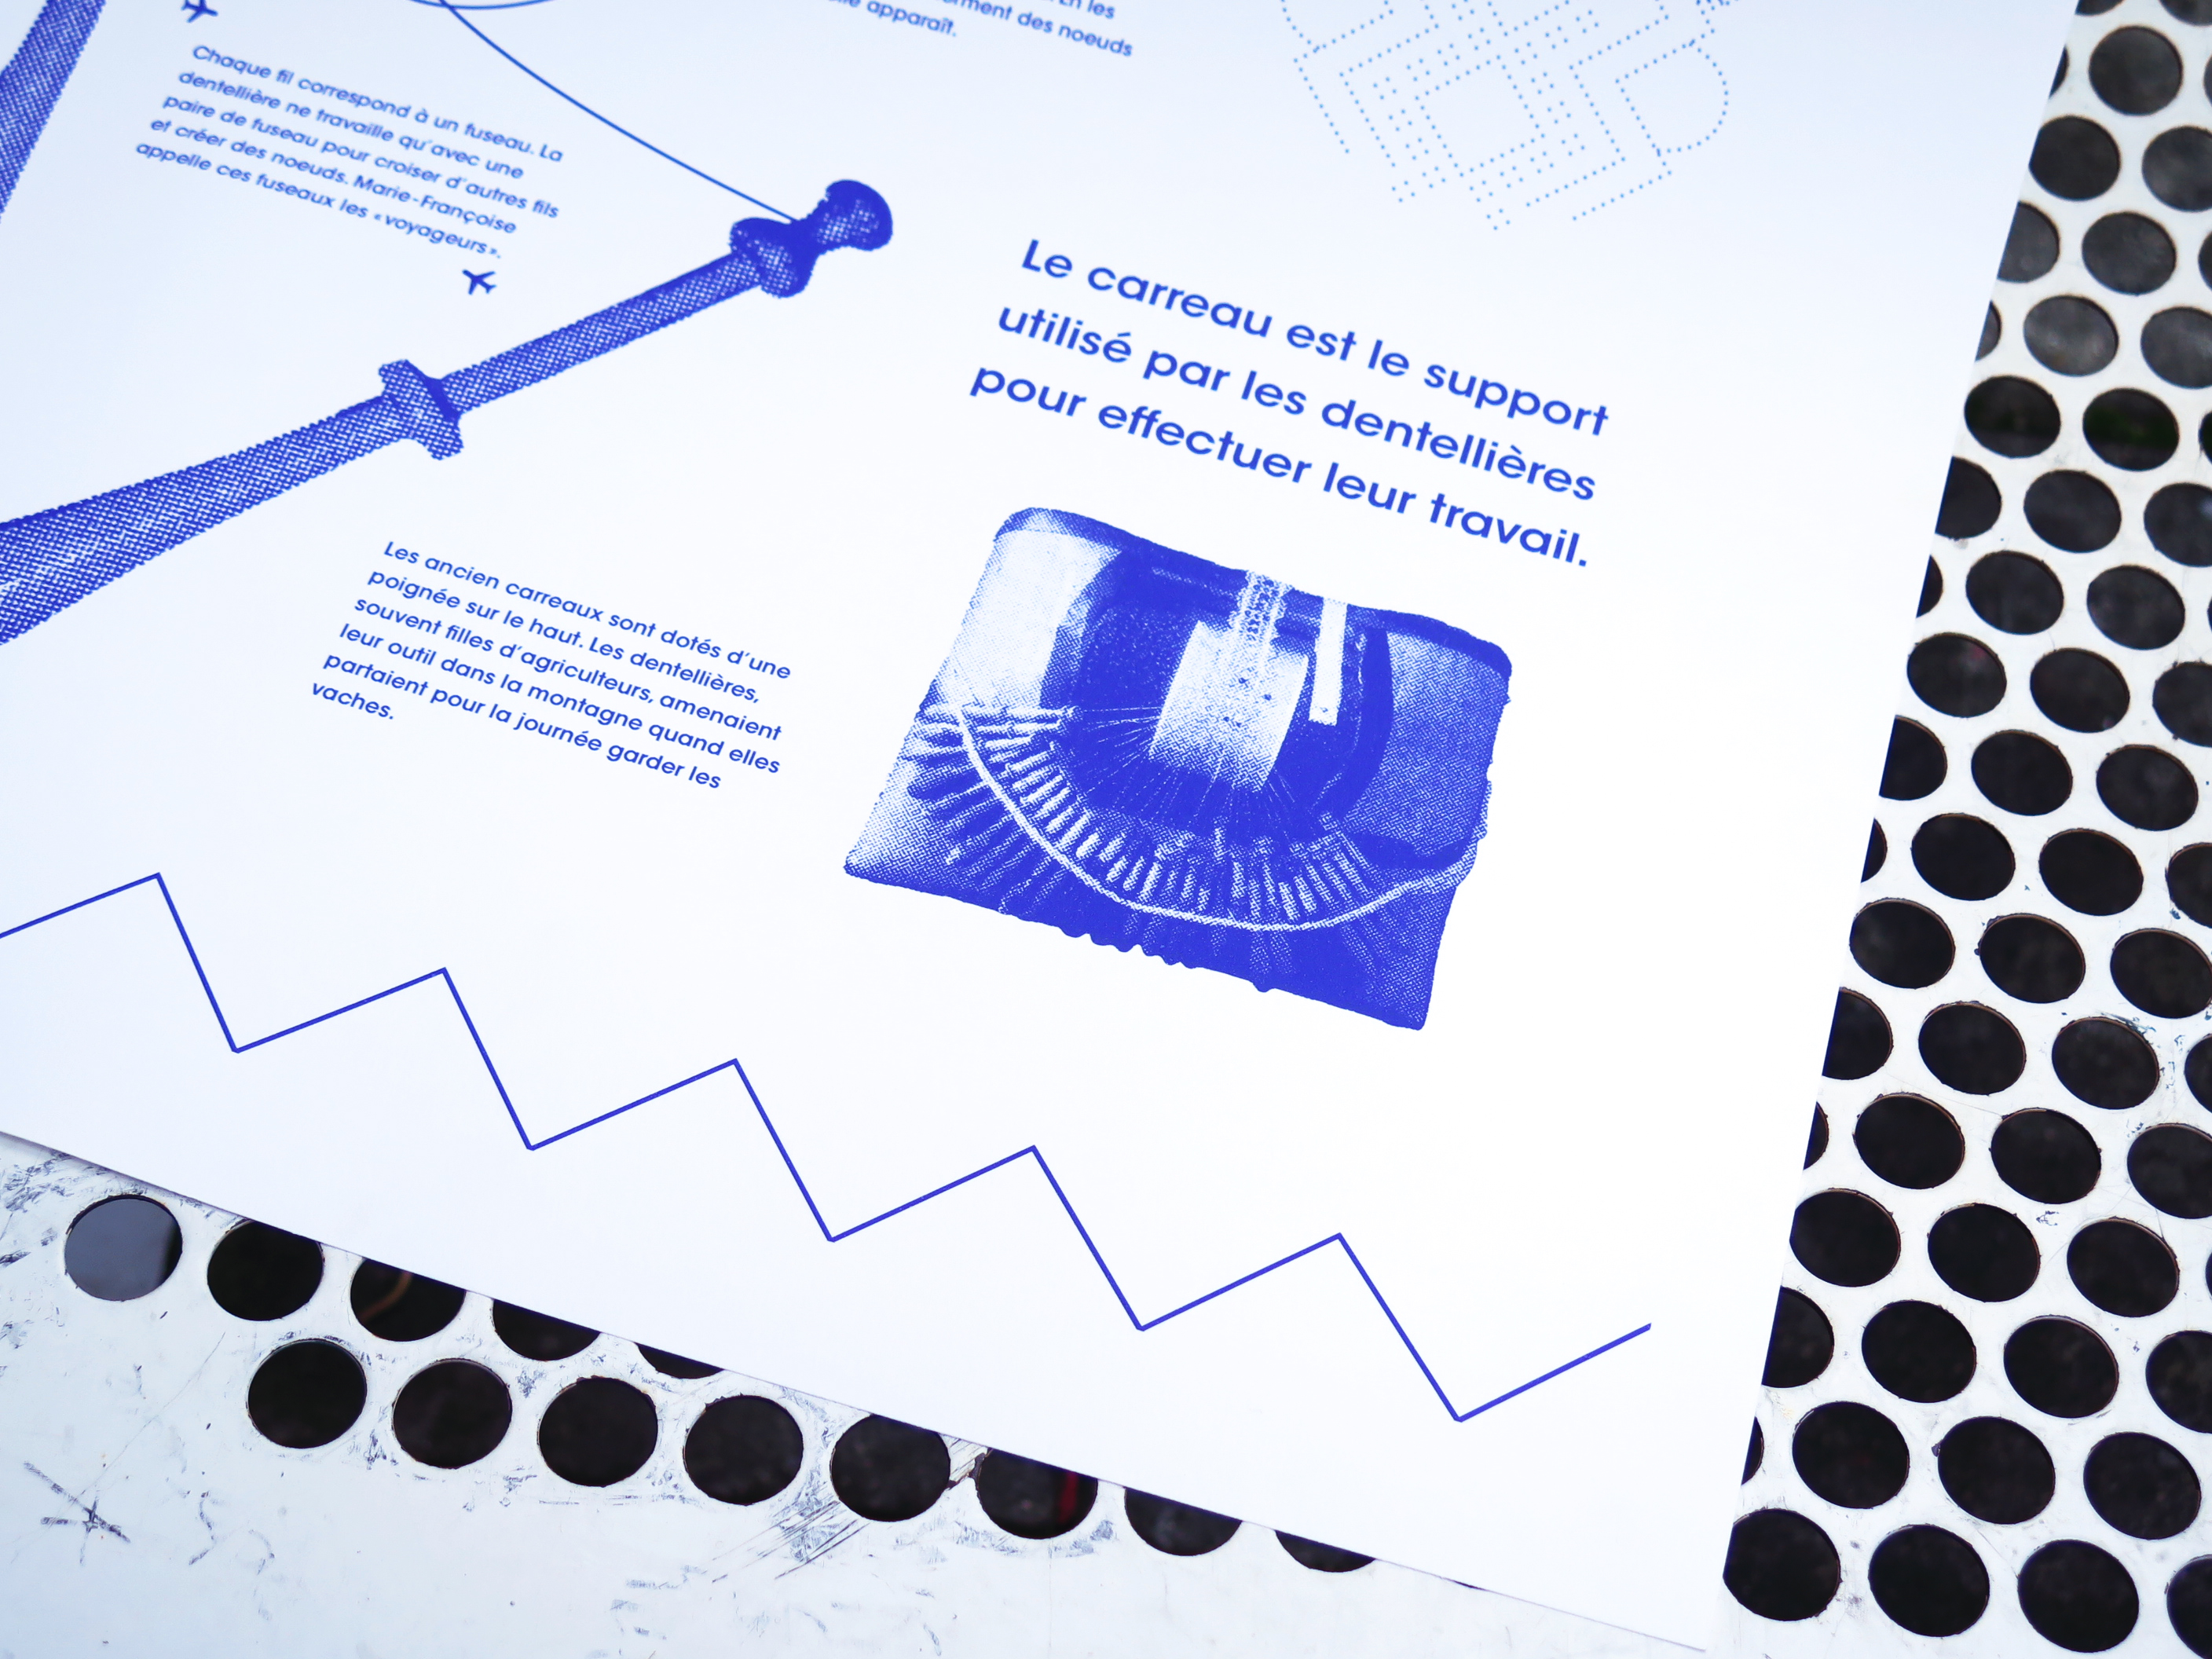 En les
ment des noeuds
elle apparaît.
Chaque fil correspond à un fuseau. La
dentellière ne travaille qu'avec une
paire de fuseau pour croiser d'autres fils
et créer des noeuds. Marie-Françoise
appelle ces fuseaux les «voyageurs».
Le carreau est le support
utilisé par les dentellières
pour effectuer leur travail.
Les ancien carreaux sont dotés d'une
poignée sur le haut. Les dentellières,
souvent filles d'agriculteurs, amenaient
leur outil dans la montagne quand elles
partaient pour la journée garder les
vaches.